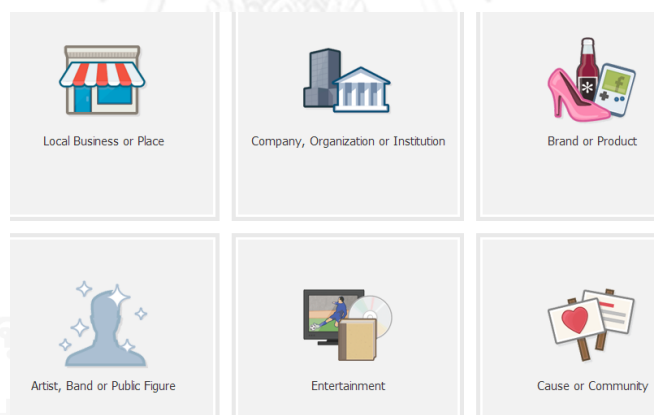 Local Business or Place
Company, Organization or Institution
Brand or Product
Artist, Band or Public Figure
Entertainment
Cause or Community